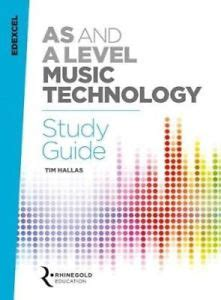 EDEXCEL
AS AND
A LEVEL
MUSIC
TECHNOLOGY
Study
Guide
TIM HALLAS
R
RHINEGOLD
EDUCATION